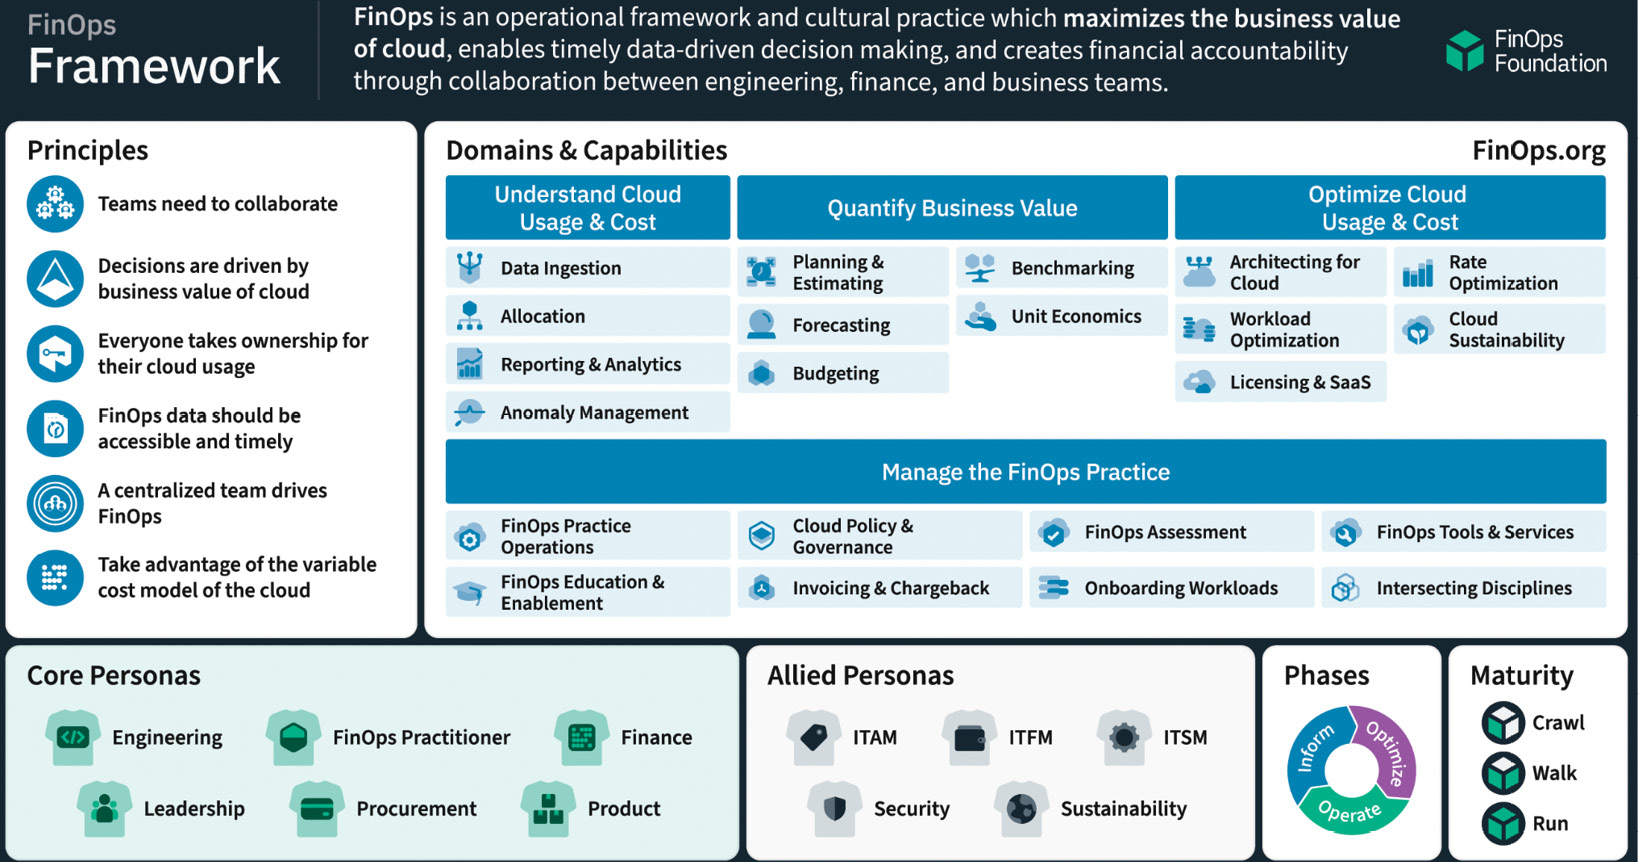 FinOps
Framework
FinOps is an operational framework and cultural practice which maximizes the business value
of cloud, enables timely data-driven decision making, and creates financial accountability
through collaboration between engineering, finance, and business teams.
FinOps
Foundation
Principles
Teams need to collaborate
Decisions are driven by
business value of cloud
Everyone takes ownership for
their cloud usage
FinOps data should be
accessible and timely
A centralized team drives
FinOps
Take advantage of the variable
cost model of the cloud
Domains & Capabilities
FinOps.org
Understand Cloud
Usage & Cost
Data Ingestion
Allocation
Reporting & Analytics
Anomaly Management
Quantify Business Value
Planning &
Estimating
Forecasting
Budgeting
Benchmarking
Unit Economics
Optimize Cloud
Usage & Cost
Architecting for
Cloud
Workload
Optimization
Licensing & SaaS
Rate
Optimization
Cloud
Sustainability
Manage the FinOps Practice
FinOps Practice
Operations
Cloud Policy &
Governance
FinOps Assessment
FinOps Tools & Services
FinOps Education &
Enablement
Invoicing & Chargeback
Onboarding Workloads
Intersecting Disciplines
Core Personas
Engineering
FinOps Practitioner
Finance
Leadership
Procurement
Product
Allied Personas
ITAM
ITFM
ITSM
Security
Sustainability
Phases
Inform
Optimize
Operate
Maturity
Crawl
Walk
Run